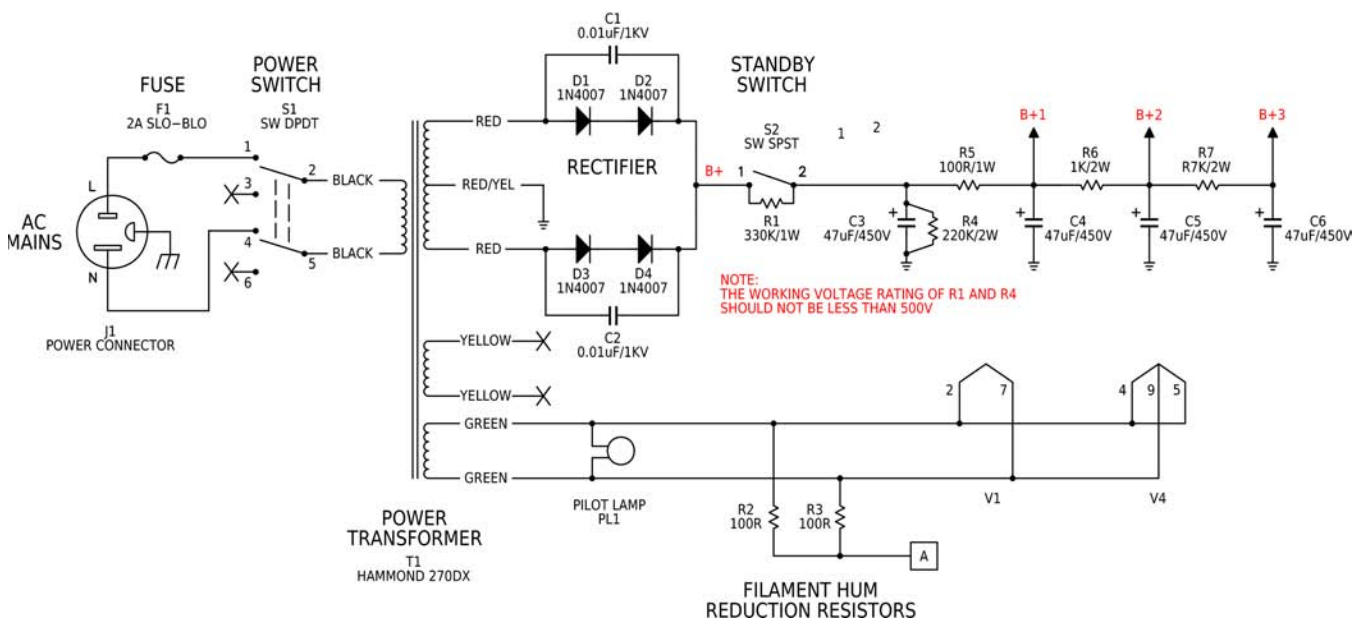 C1
0.01uF/1KV
POWER
SWITCH
S1
SW DPDT
FUSE
F1
2A SLO-BLO
D1
1N4007
D2
1N4007
STANDBY
SWITCH
S2
SW SPST
1
2
B+1
B+2
B+3
RED
RECTIFIER
R5
100R/1W
R6
1K/2W
R7
R7K/2W
1
2
3
4
5
6
BLACK
BLACK
RED/YEL
B+
1
2
L
N
AC
MAINS
R1
330K/1W
C3
47uF/450V
R4
220K/2W
C4
47uF/450V
C5
47uF/450V
C6
47uF/450V
RED
D3
1N4007
D4
1N4007
NOTE:
THE WORKING VOLTAGE RATING OF R1 AND R4
SHOULD NOT BE LESS THAN 500V
J1
POWER CONNECTOR
C2
0.01uF/1KV
YELLOW
YELLOW
2
7
4
9
5
GREEN
GREEN
PILOT LAMP
PL1
V1
V4
R2
100R
R3
100R
A
POWER
TRANSFORMER
T1
HAMMOND 270DX
FILAMENT HUM
REDUCTION RESISTORS